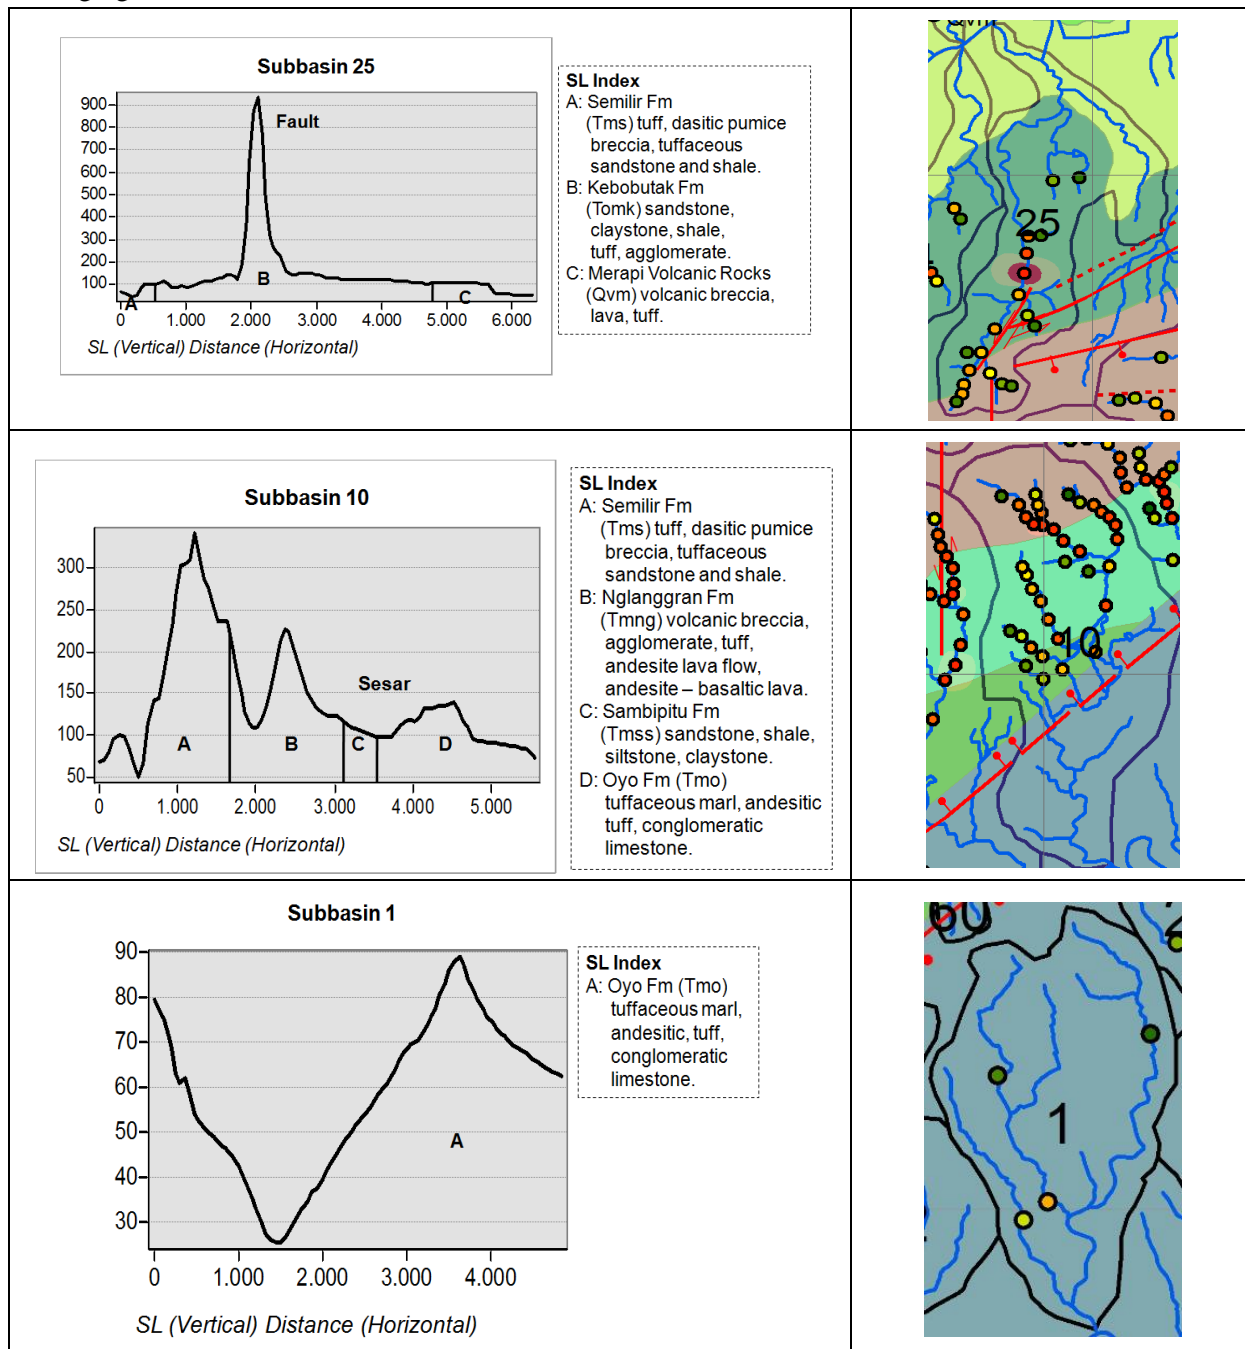 Subbasin 25
900
800
700
600
500
400
300
200
100
Fault
A
B
C
0 1.000 2.000 3.000 4.000 5.000 6.000
SL (Vertical) Distance (Horizontal)
SL Index
A: Semilir Fm
(Tms) tuff, dasitic pumice
breccia, tuffaceous
sandstone and shale.
B: Kebobutak Fm
(Tomk) sandstone,
claystone, shale,
tuff, agglomerate.
C: Merapi Volcanic Rocks
(Qvm) volcanic breccia,
lava, tuff.
25
Subbasin 10
300
250
200
150
100
50
Sesar
A B C D
0 1.000 2.000 3.000 4.000 5.000
SL (Vertical) Distance (Horizontal)
SL Index
A: Semilir Fm
(Tms) tuff, dasitic pumice
breccia, tuffaceous
sandstone and shale.
B: Nglanggran Fm
(Tmng) volcanic breccia,
agglomerate, tuff,
andesite lava flow,
andesite – basaltic lava.
C: Sambipitu Fm
(Tmss) sandstone, shale,
siltstone, claystone.
D: Oyo Fm (Tmo)
tuffaceous marl, andesitic
tuff, conglomeratic
limestone.
10
Subbasin 1
90
80
70
60
50
40
30
A
0 1.000 2.000 3.000 4.000
SL (Vertical) Distance (Horizontal)
SL Index
A: Oyo Fm (Tmo)
tuffaceous marl,
andesitic, tuff,
conglomeratic
limestone.
1